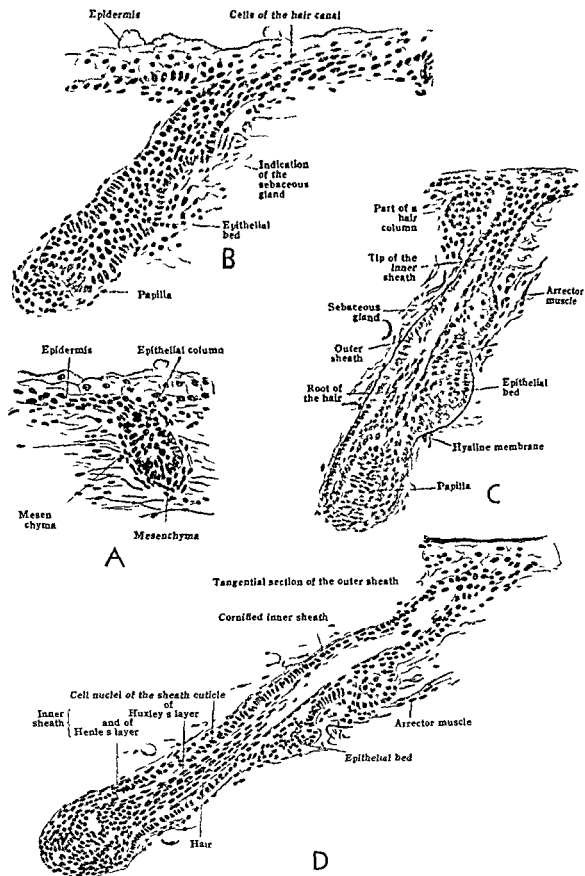 Epidermis
Cells of the hair canal
Indication
of the
sebaceous
gland
Epithelial
bed
B
Papilla
Part of a
hair
column
Tip of the
inner
sheath
Sebaceous
gland
Arrector
muscle
Outer
sheath
Root of
the hair
Epithelial
bed
Hyaline membrane
Papilla
C
Epidermis
Epithelial column
Mesen
chyma
Mesenchyma
A
Tangential section of the outer sheath
Cornified inner sheath
Cell nuclei of the sheath cuticle
of
Huxley s layer
Inner
sheath
and of
Henle s layer
Arrector muscle
Epithelial bed
Hair
D